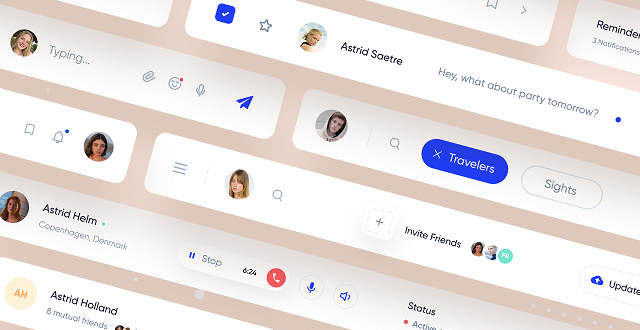 Reminder
3 Notifications
Astrid Saetre
Hey, what about party tomorrow?
Typing...
Travelers
Sights
Invite Friends
FR
Update
Astrid Helm
Copenhagen, Denmark
Stop
6:24
Status
Active
AH
Astrid Holland
8 mutual friends